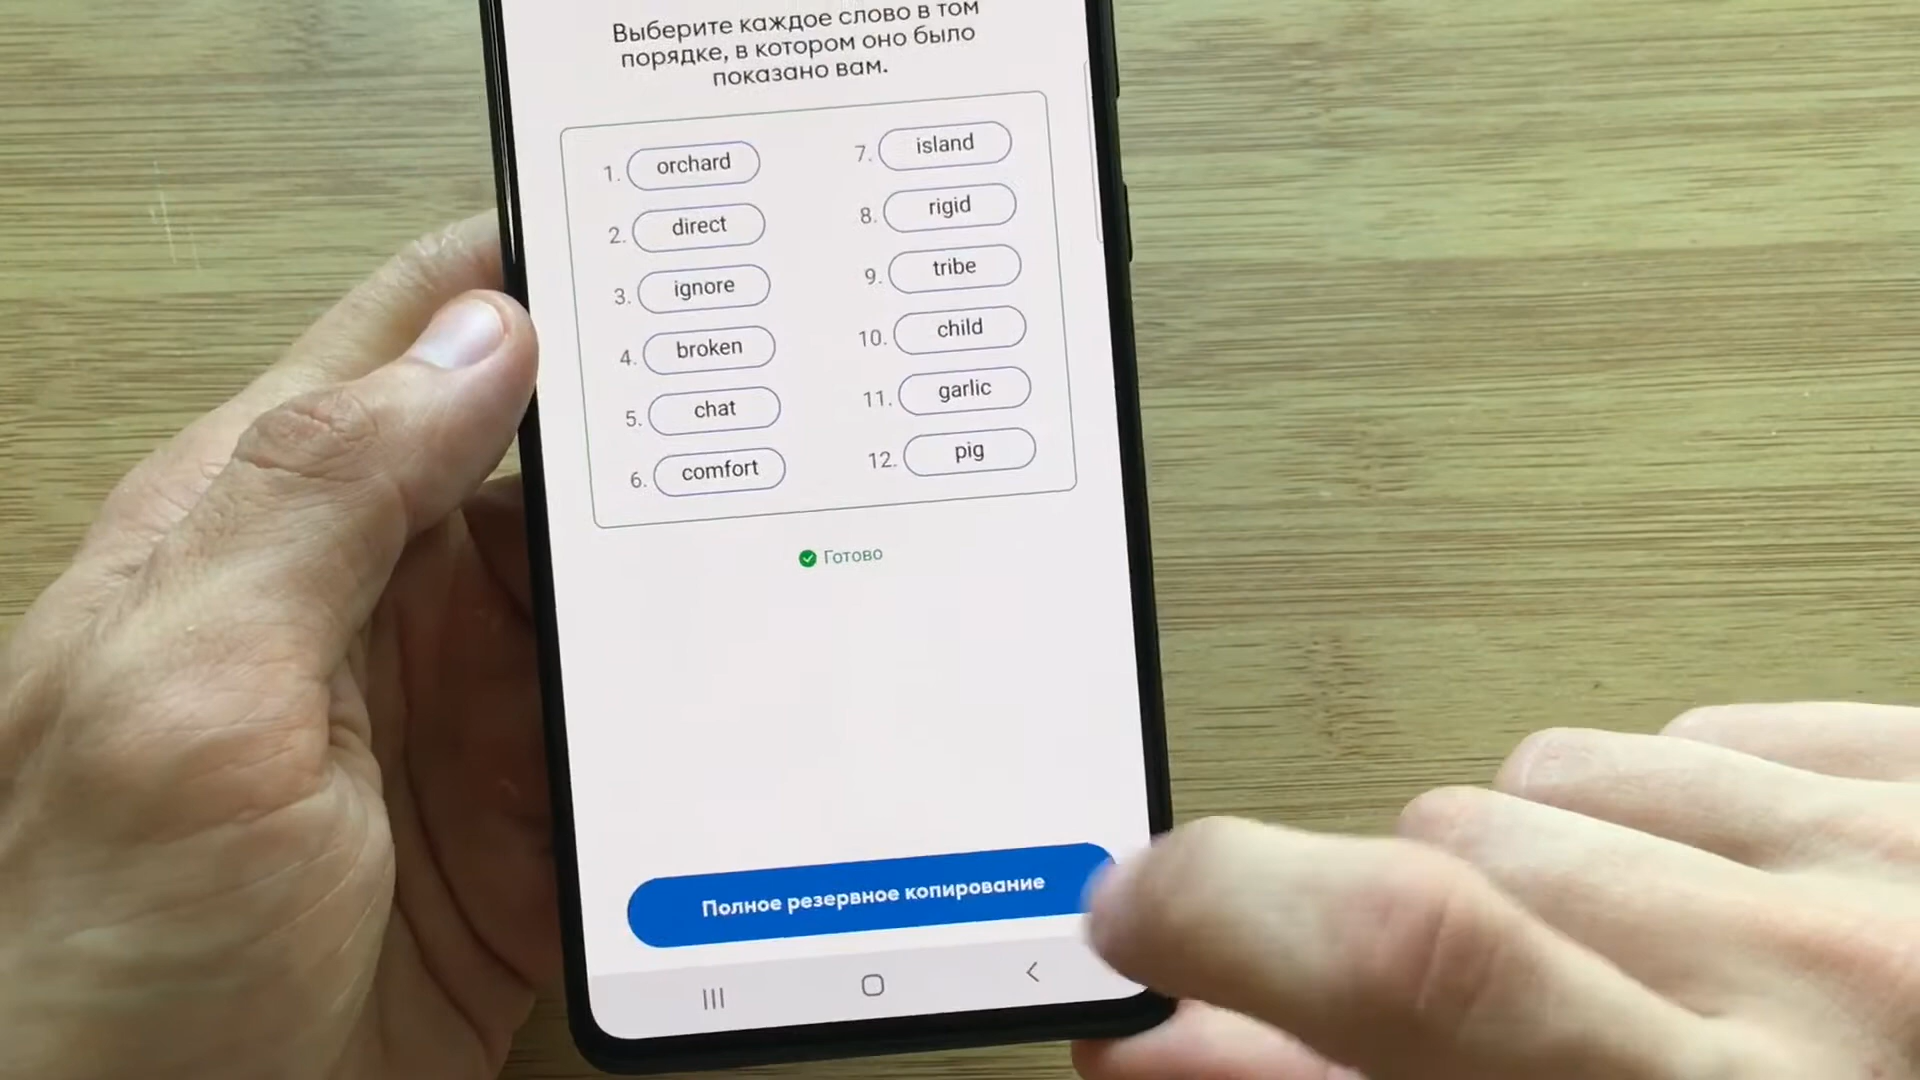 Выберите каждое слово в том
порядке, в котором оно было
показано вам.
1. orchard
2. direct
3. ignore
4. broken
5. chat
6. comfort
7. island
8. rigid
9. tribe
10. child
11. garlic
12. pig
Готово
Полное резервное копирование